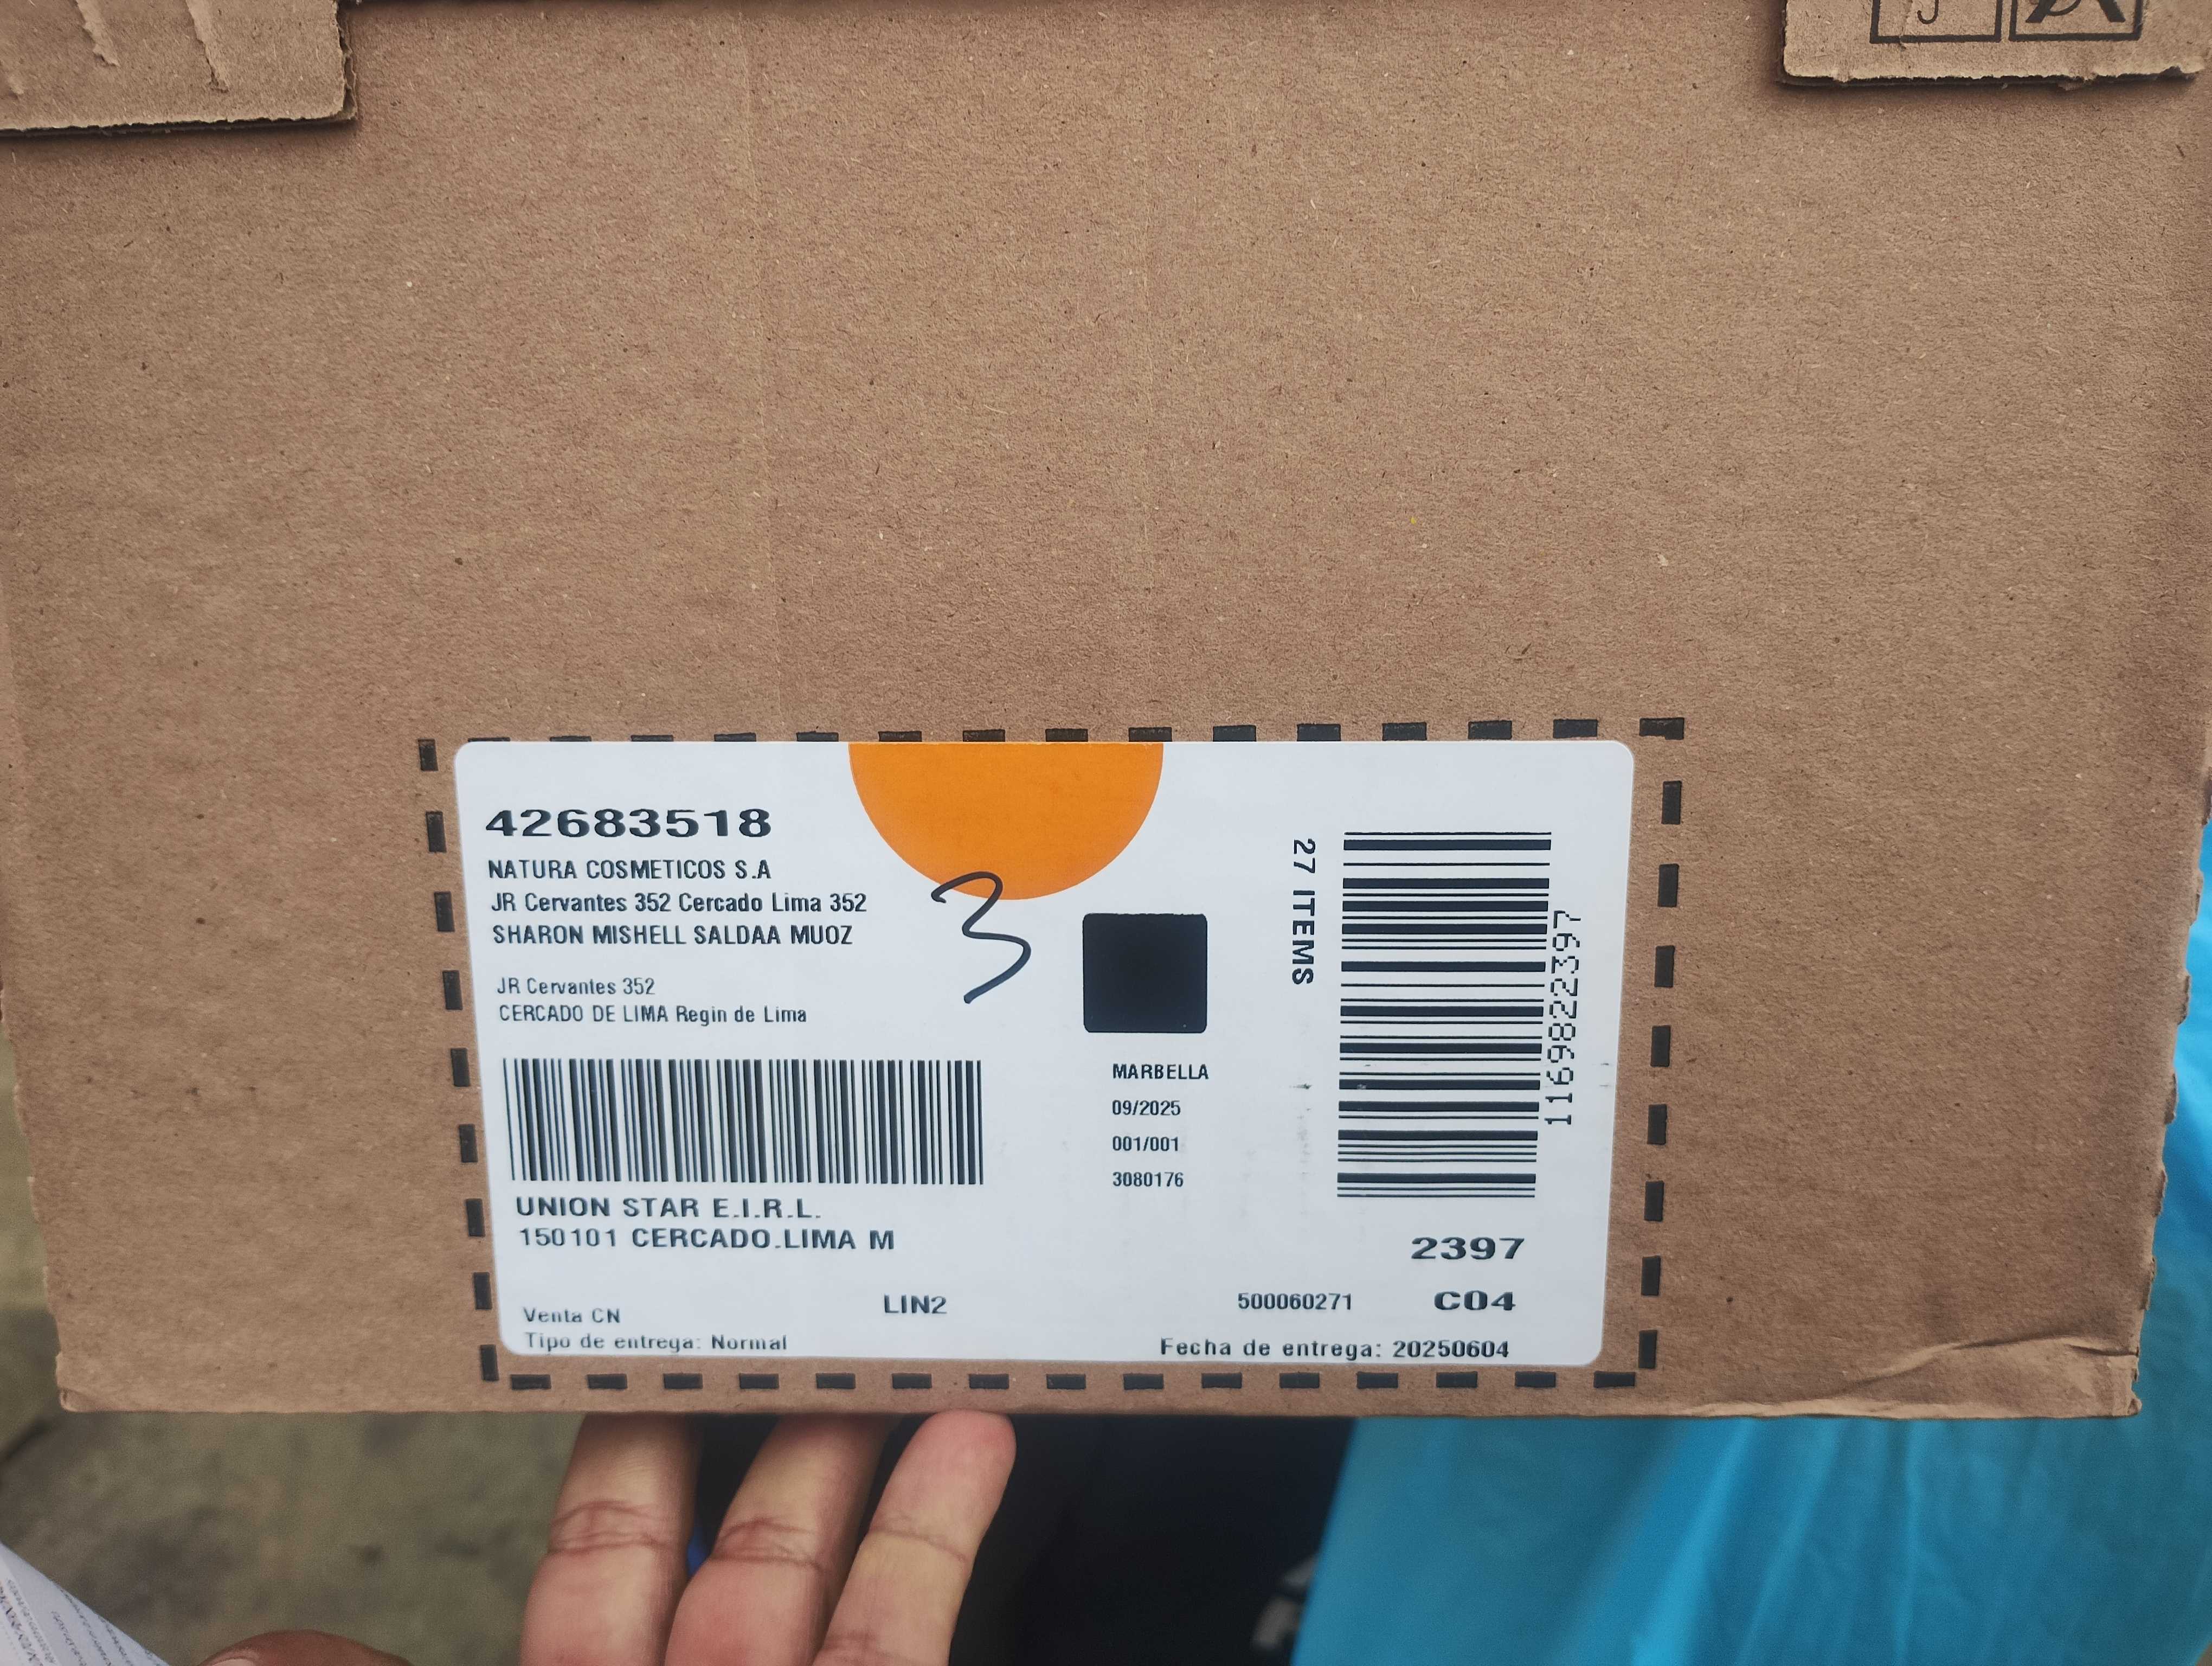 42683518
NATURA COSMETICOS S.A
JR Cervantes 352 Cercado Lima 352
SHARON MISHELL SALDAA MUOZ
JR Cervantes 352
CERCADO DE LIMA Regin de Lima
3
UNION STAR E.I.R.L.
150101 CERCADO.LIMA M
Venta CN
LIN2
Tipo de entrega: Normal
MARBELLA
09/2025
001/001
3080176
27 ITEMS
1169822397
2397
500060271
C04
Fecha de entrega: 20250604